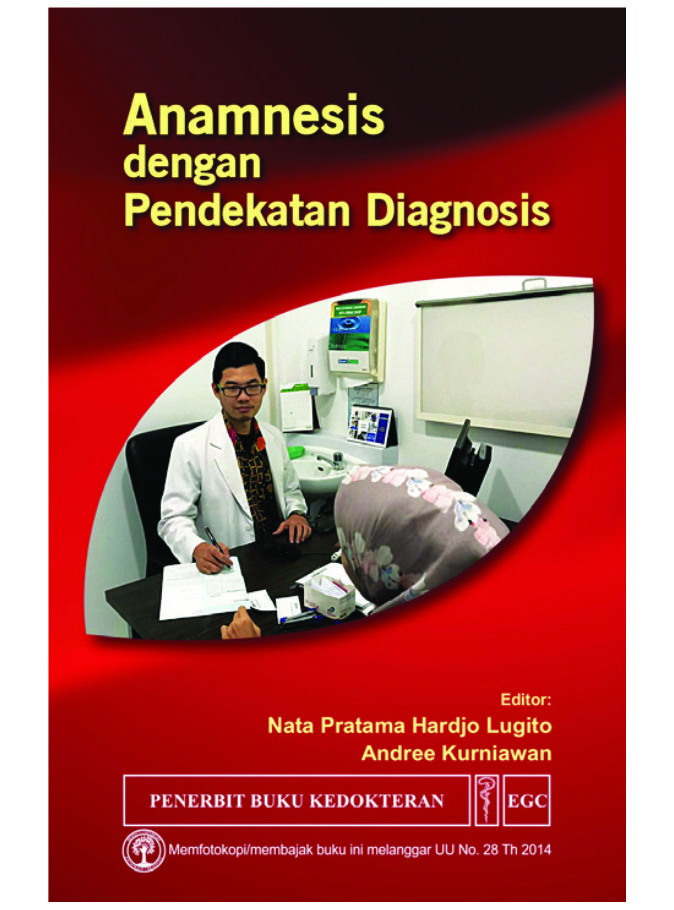 Anamnesis
dengan
Pendekatan Diagnosis
Editor:
Nata Pratama Hardjo Lugito
Andree Kurniawan
PENERBIT BUKU KEDOKTERAN
EGC
Memfotokopi/membajak buku ini melanggar UU No. 28 Th 2014